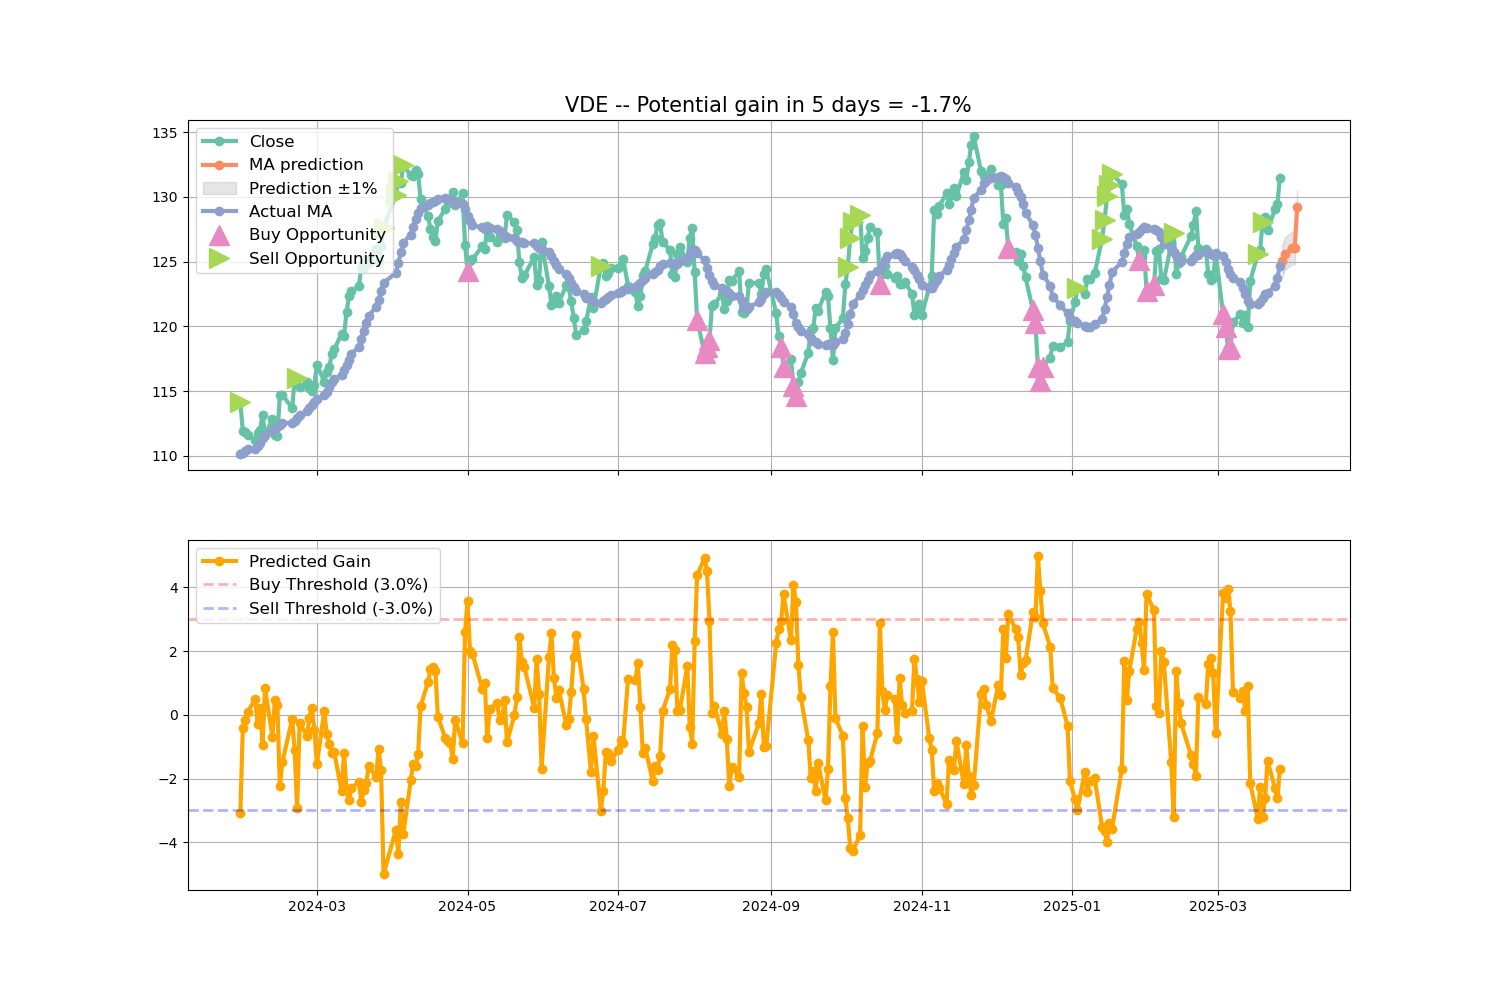 VDE -- Potential gain in 5 days = -1.7%
135
130
125
120
115
110
Close
MA prediction
Prediction ±1%
Actual MA
Buy Opportunity
Sell Opportunity
4
2
0
−2
−4
Predicted Gain
Buy Threshold (3.0%)
Sell Threshold (-3.0%)
2024-03
2024-05
2024-07
2024-09
2024-11
2025-01
2025-03